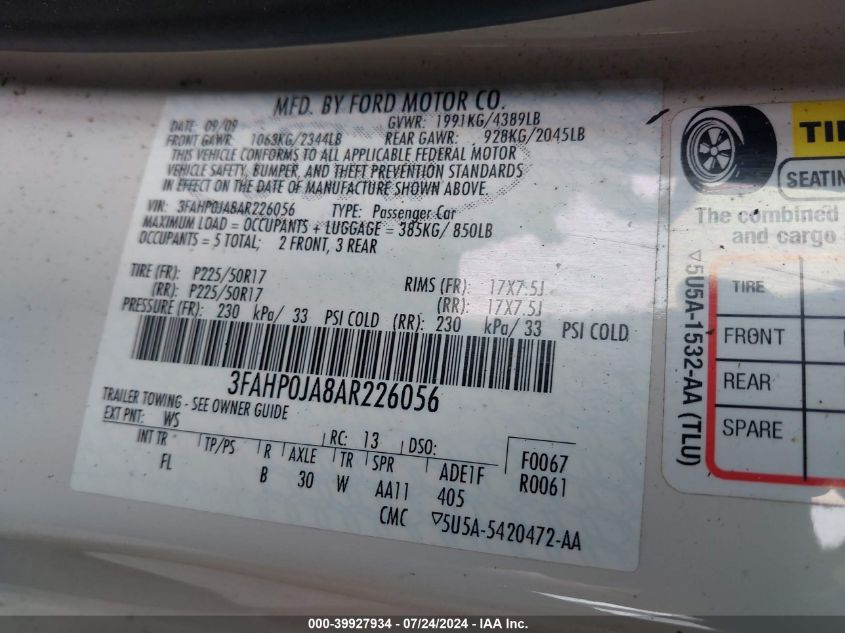 MFD. BY FORD MOTOR CO.
DATE: 09/09 GVWR: 1991KG/4389LB
FRONT GAWR: 1063KG/2344LB REAR GAWR: 928KG/2045LB
THIS VEHICLE CONFORMS TO ALL APPLICABLE FEDERAL MOTOR
VEHICLE SAFETY, BUMPER, AND THEFT PREVENTION STANDARDS
IN EFFECT ON THE DATE OF MANUFACTURE SHOWN ABOVE.
VIN: 3FAHP0JA8AR226056 TYPE: Passenger Car
MAXIMUM LOAD = OCCUPANTS + LUGGAGE = 385KG/ 850LB
OCCUPANTS = 5 TOTAL; 2 FRONT, 3 REAR
TIRE (FR): P225/50R17 RIMS (FR): 17X7.5J
(RR): P225/50R17 (RR): 17X7.5J
PRESSURE (FR): 230 kPa/ 33 PSI COLD (RR): 230 kPa/ 33 PSI COLD
3FAHP0JA8AR226056
TRAILER TOWING - SEE OWNER GUIDE
EXT PNT: WS RC: 13 DSO: F0067
INT TR TP/PS R AXLE TR SPR ADE1F R0061
FL B 30 W AA11 405
CMC ▽5U5A-5420472-AA
SEATIN
The combined
and cargo
TIRE
FRONT
REAR
SPARE
▽5U5A-1532-AA (TLU)
000-39927934 / 07/24/2024 - IAA Inc.